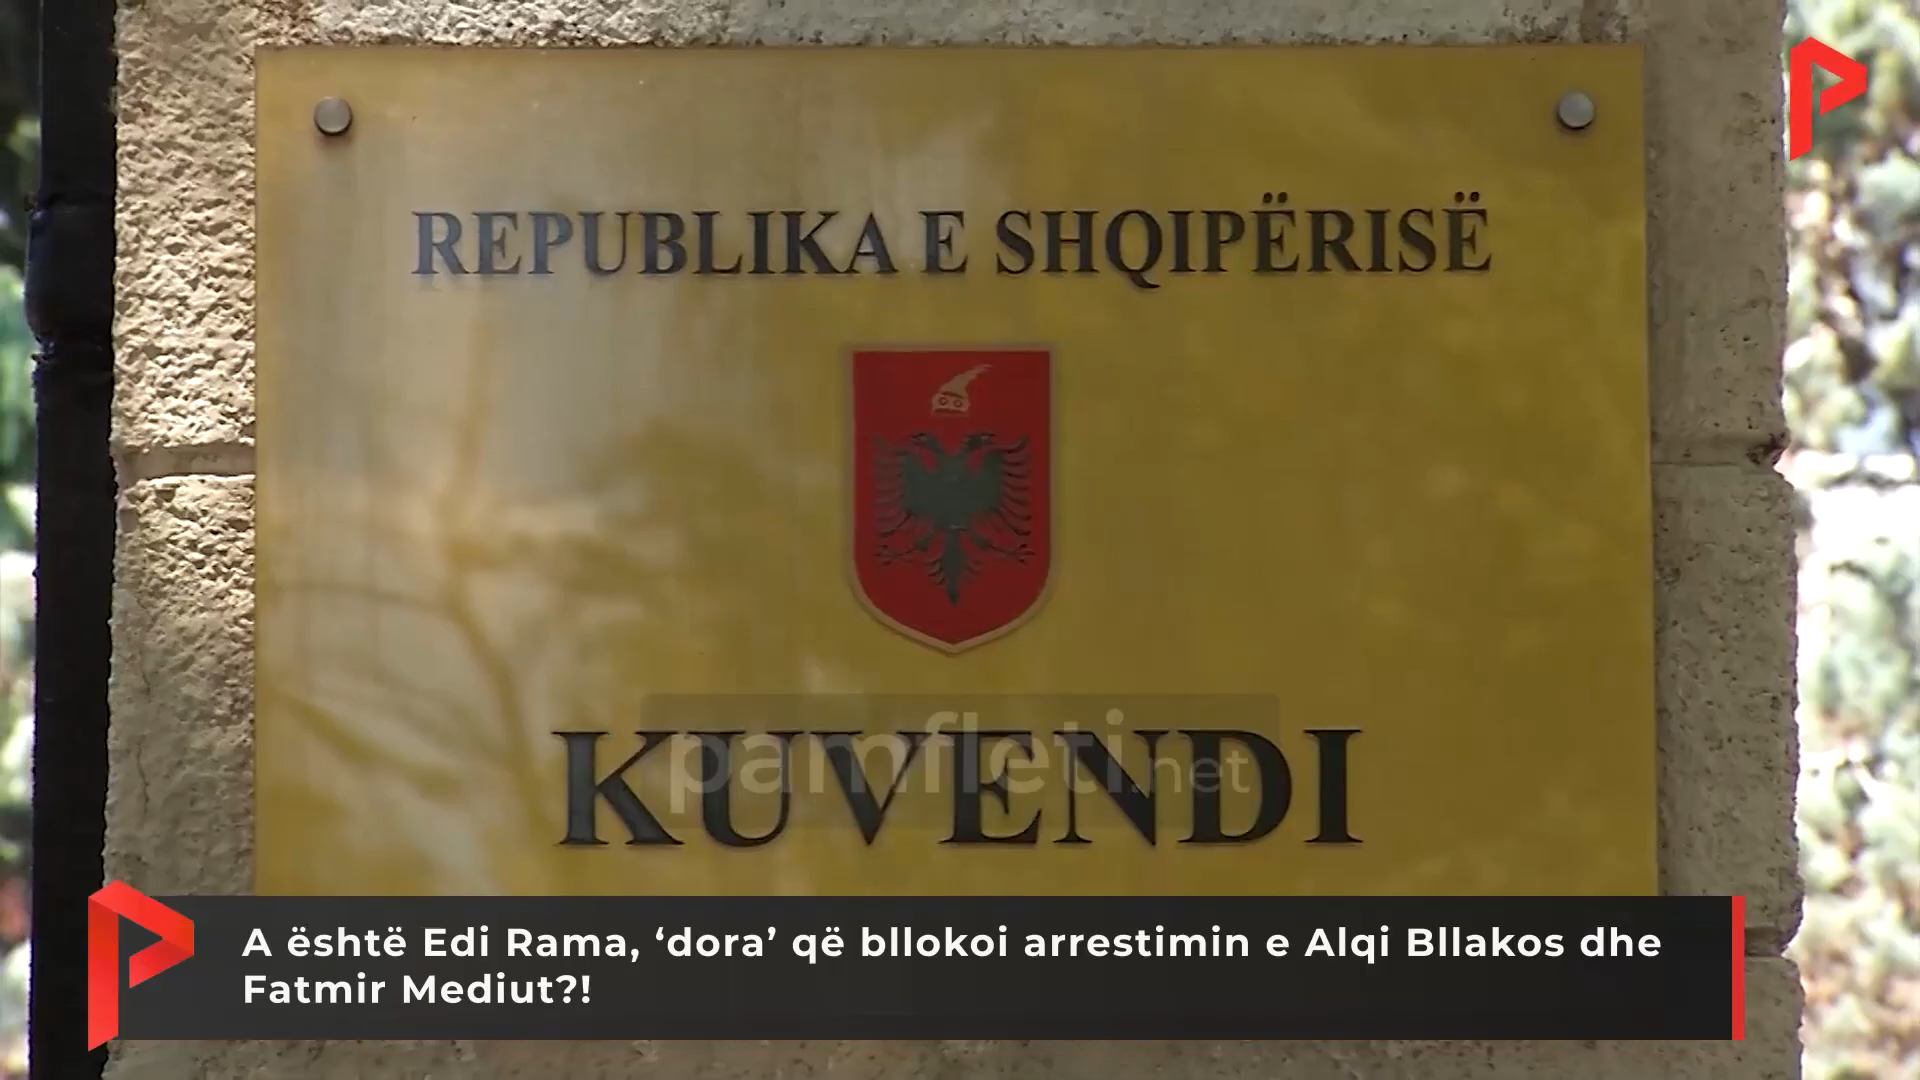 REPUBLIKA E SHQIPËRISË
KUVENDI
pamfleti.net
A është Edi Rama, ‘dora’ që bllokoi arrestimin e Alqi Bllakos dhe
Fatmir Mediut?!